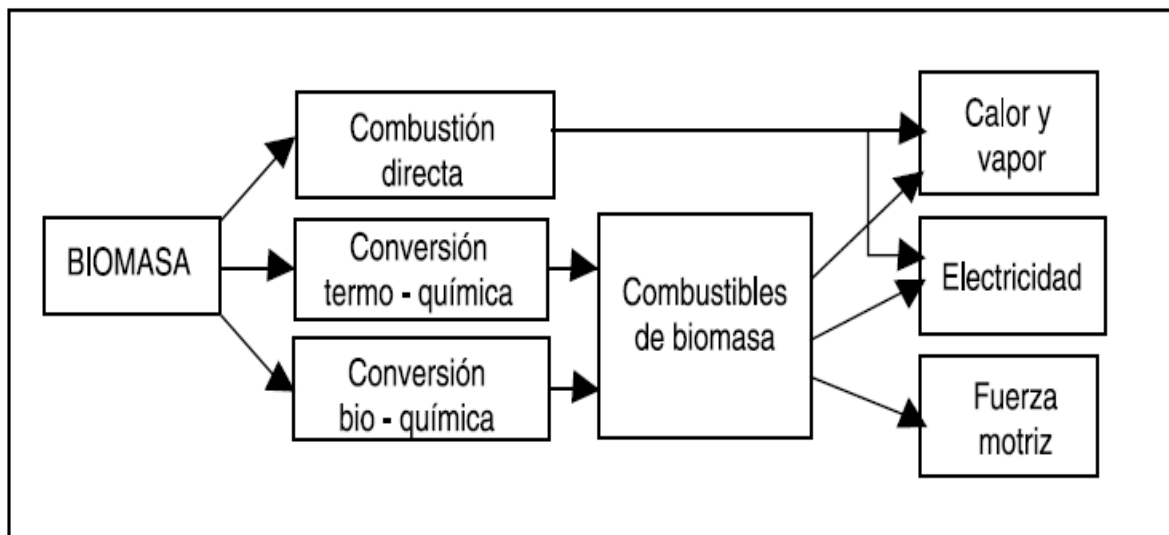 BIOMASA
Combustión
directa
Conversión
termo - química
Conversión
bio - química
Combustibles
de biomasa
Calor y
vapor
Electricidad
Fuerza
motriz